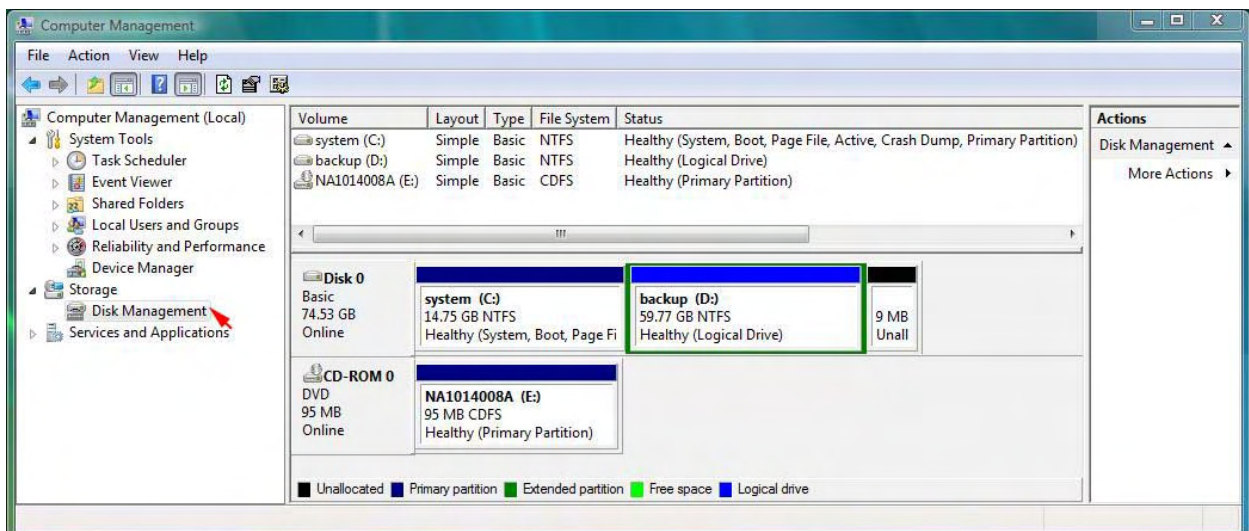 Computer Management
File Action View Help
Computer Management (Local)
System Tools
Task Scheduler
Event Viewer
Shared Folders
Local Users and Groups
Reliability and Performance
Device Manager
Storage
Disk Management
Services and Applications
Volume Layout Type File System Status
system (C:) Simple Basic NTFS Healthy (System, Boot, Page File, Active, Crash Dump, Primary Partition)
backup (D:) Simple Basic NTFS Healthy (Logical Drive)
NA1014008A (E:) Simple Basic CDFS Healthy (Primary Partition)
Disk 0
Basic
74.53 GB
Online
system (C:)
14.75 GB NTFS
Healthy (System, Boot, Page Fi
backup (D:)
59.77 GB NTFS
Healthy (Logical Drive)
9 MB
Unall
CD-ROM 0
DVD
95 MB
Online
NA1014008A (E:)
95 MB CDFS
Healthy (Primary Partition)
Unallocated Primary partition Extended partition Free space Logical drive
Actions
Disk Management
More Actions